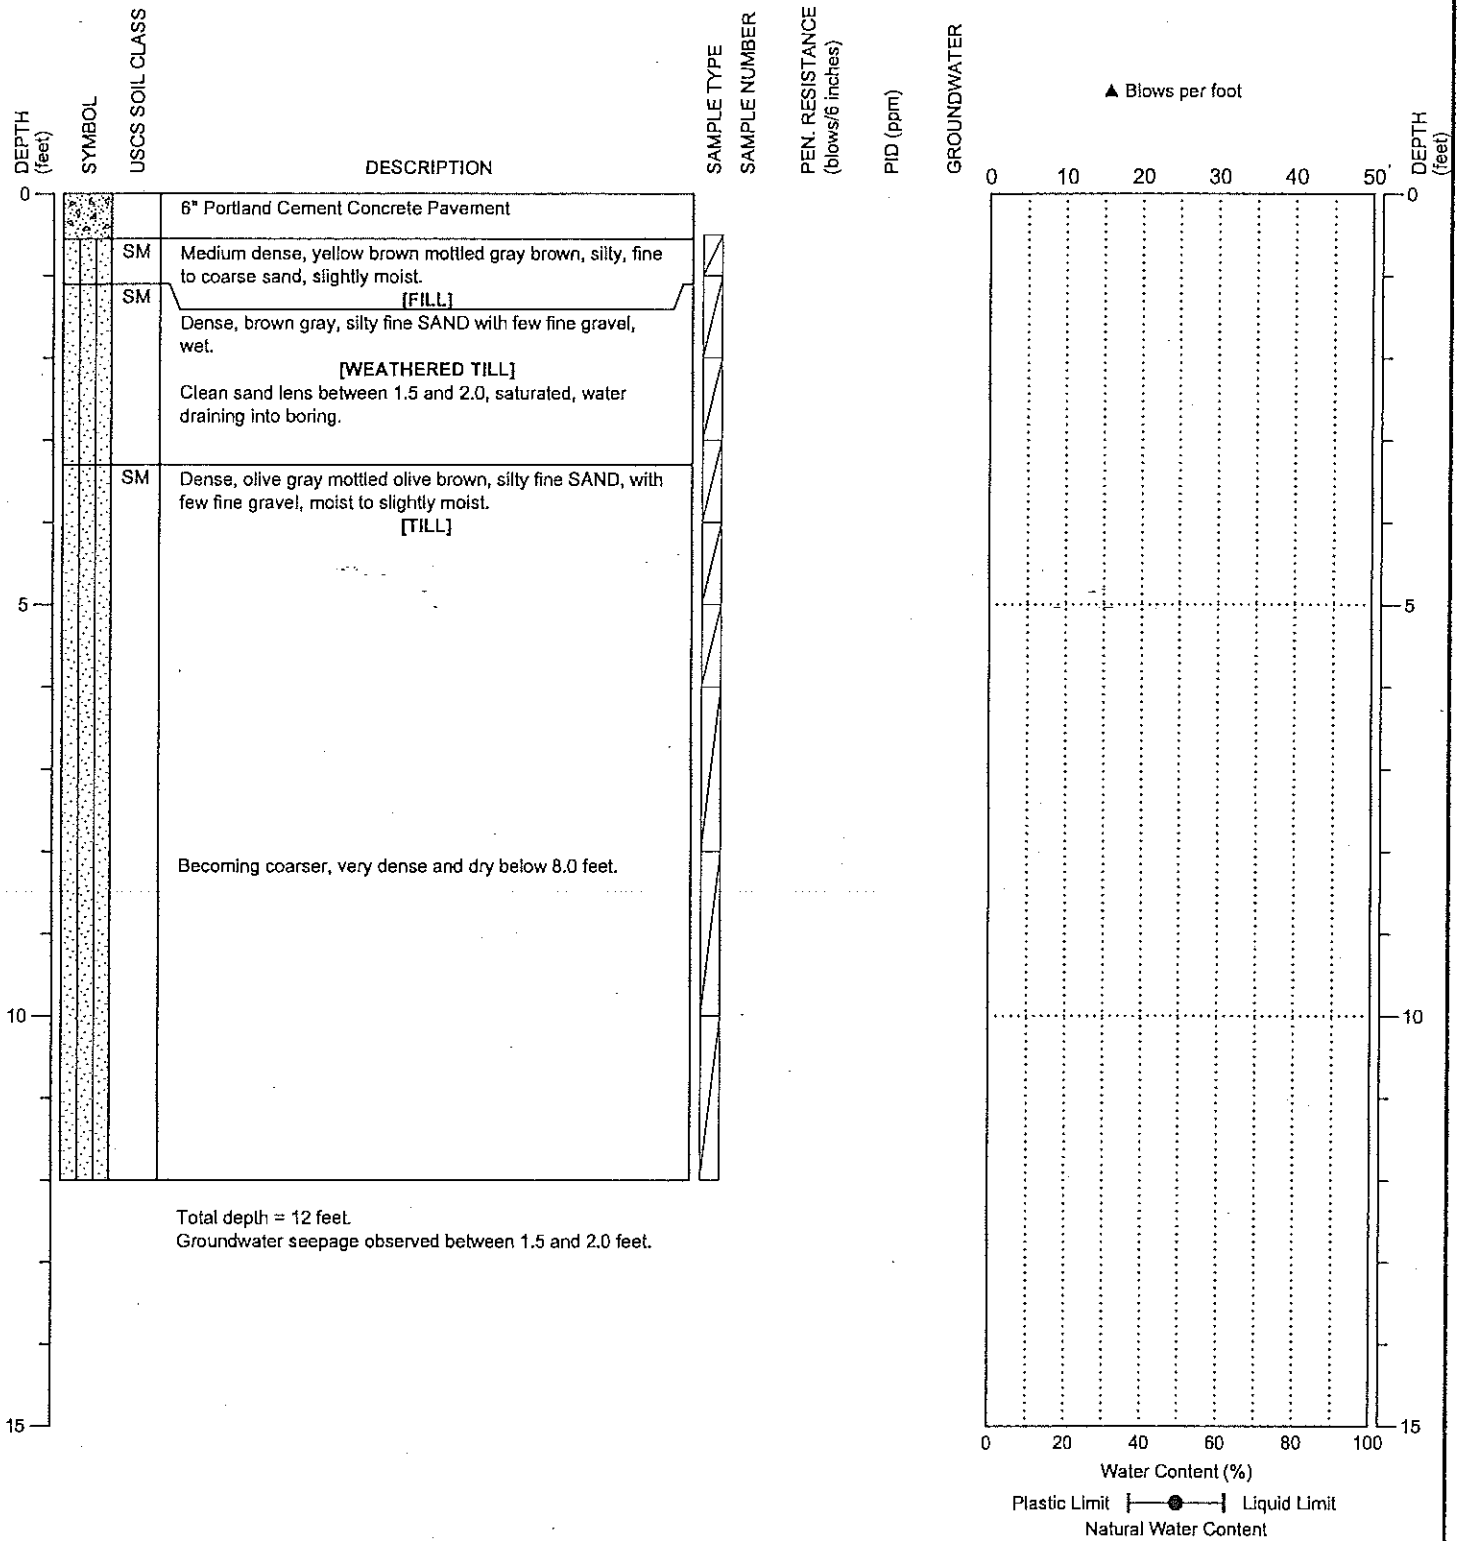 DEPTH
(feet)
SYMBOL
USCS SOIL CLASS
DESCRIPTION
SAMPLE TYPE
SAMPLE NUMBER
PEN. RESISTANCE
(blows/6 inches)
PID (ppm)
GROUNDWATER
▲ Blows per foot
DEPTH
(feet)
0 10 20 30 40 50
0
0
6" Portland Cement Concrete Pavement
SM
Medium dense, yellow brown mottled gray brown, silty, fine
to coarse sand, slightly moist.
[FILL]
SM
Dense, brown gray, silty fine SAND with few fine gravel,
wet.
[WEATHERED TILL]
Clean sand lens between 1.5 and 2.0, saturated, water
draining into boring.
SM
Dense, olive gray mottled olive brown, silty fine SAND, with
few fine gravel, moist to slightly moist.
[TILL]
5
5
Becoming coarser, very dense and dry below 8.0 feet.
10
10
Total depth = 12 feet.
Groundwater seepage observed between 1.5 and 2.0 feet.
15
15
0 20 40 60 80 100
Water Content (%)
Plastic Limit Liquid Limit
Natural Water Content